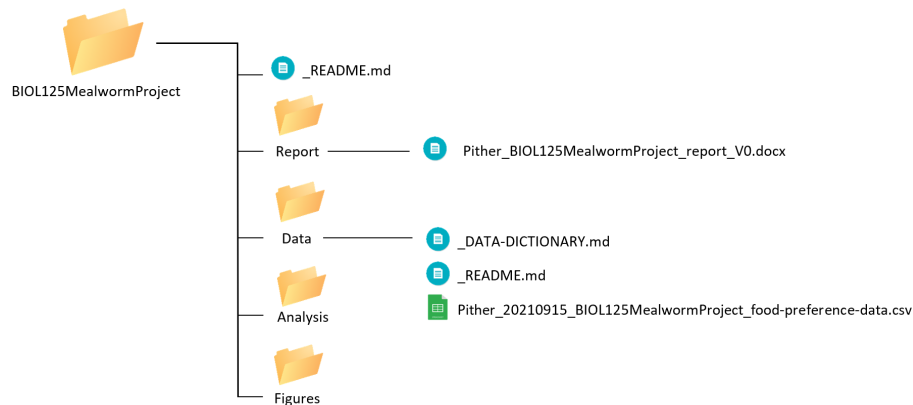 BIOL125MealwormProject
_README.md
Report
Pither_BIOL125MealwormProject_report_V0.docx
Data
_DATA-DICTIONARY.md
_README.md
Pither_20210915_BIOL125MealwormProject_food-preference-data.csv
Analysis
Figures